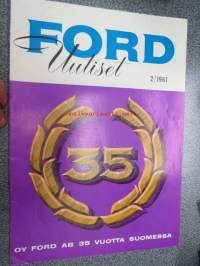 FORD
Uutiset
2/1961
35
OY FORD AB 35 VUOTTA SUOMESSA